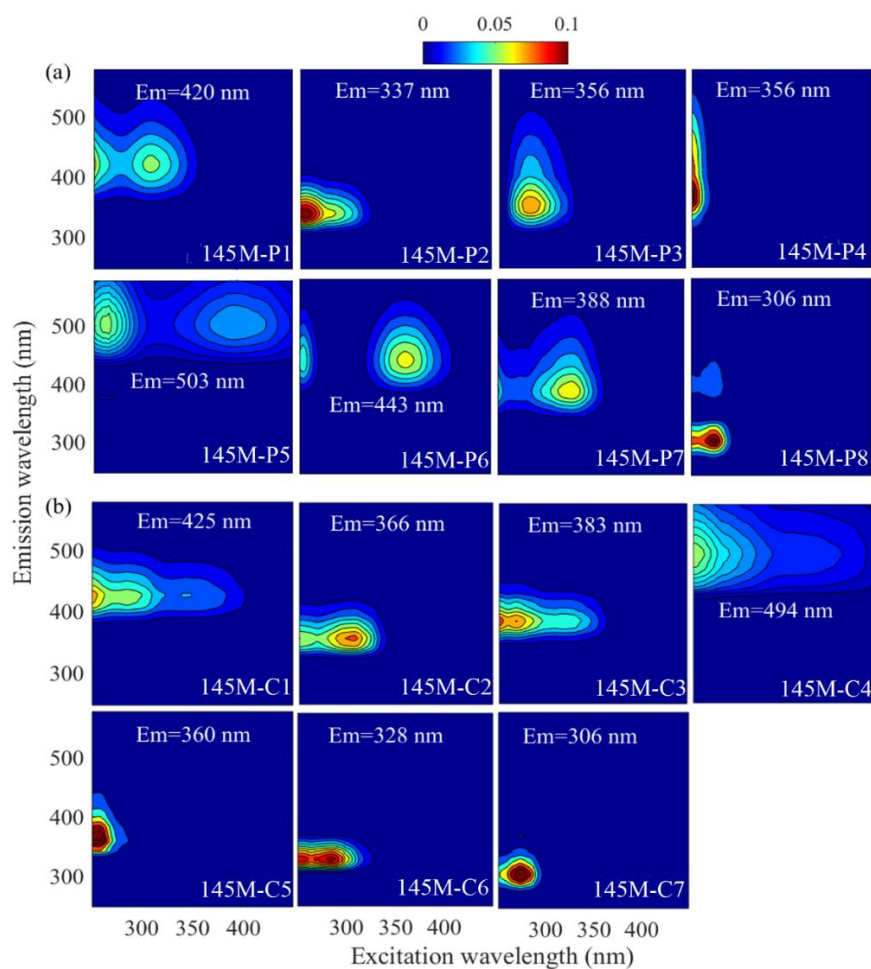 0 0.05 0.1
(a)
Em=420 nm Em=337 nm Em=356 nm Em=356 nm
500
400
300
145M-P1 145M-P2 145M-P3 145M-P4
Em=388 nm Em=306 nm
500
Em=503 nm Em=443 nm
400
300
145M-P5 145M-P6 145M-P7 145M-P8
Emission wavelength (nm)
(b)
Em=425 nm Em=366 nm Em=383 nm
500
Em=494 nm
400
300
145M-C1 145M-C2 145M-C3 145M-C4
Em=360 nm Em=328 nm Em=306 nm
500
400
300
145M-C5 145M-C6 145M-C7
300 350 400 300 350 400 300 350 400
Excitation wavelength (nm)